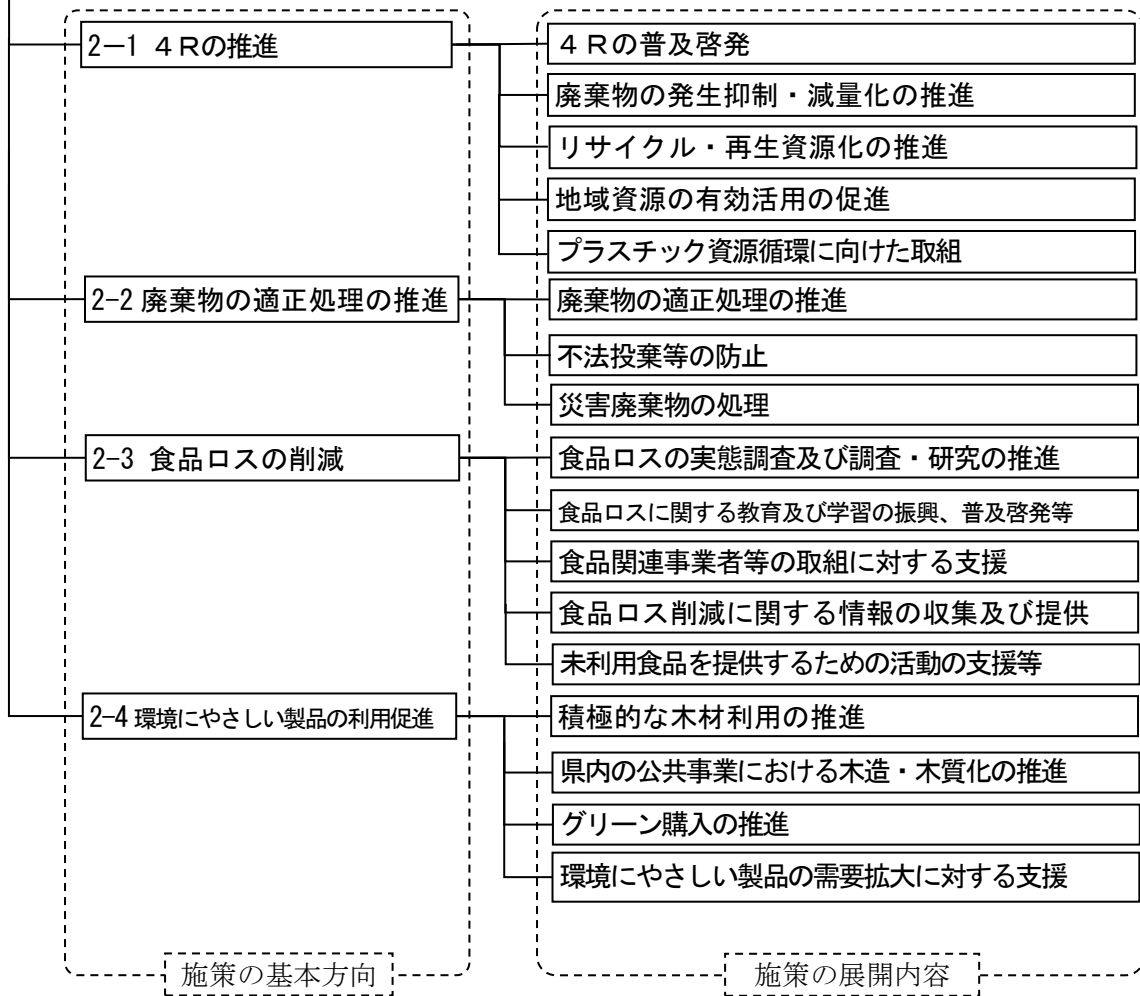 2−1 ４Ｒの推進
４Ｒの普及啓発
廃棄物の発生抑制・減量化の推進
リサイクル・再生資源化の推進
地域資源の有効活用の促進
プラスチック資源循環に向けた取組
2-2 廃棄物の適正処理の推進
廃棄物の適正処理の推進
不法投棄等の防止
災害廃棄物の処理
2-3 食品ロスの削減
食品ロスの実態調査及び調査・研究の推進
食品ロスに関する教育及び学習の振興、普及啓発等
食品関連事業者等の取組に対する支援
食品ロス削減に関する情報の収集及び提供
未利用食品を提供するための活動の支援等
2-4 環境にやさしい製品の利用促進
積極的な木材利用の推進
県内の公共事業における木造・木質化の推進
グリーン購入の推進
環境にやさしい製品の需要拡大に対する支援
施策の基本方向
施策の展開内容